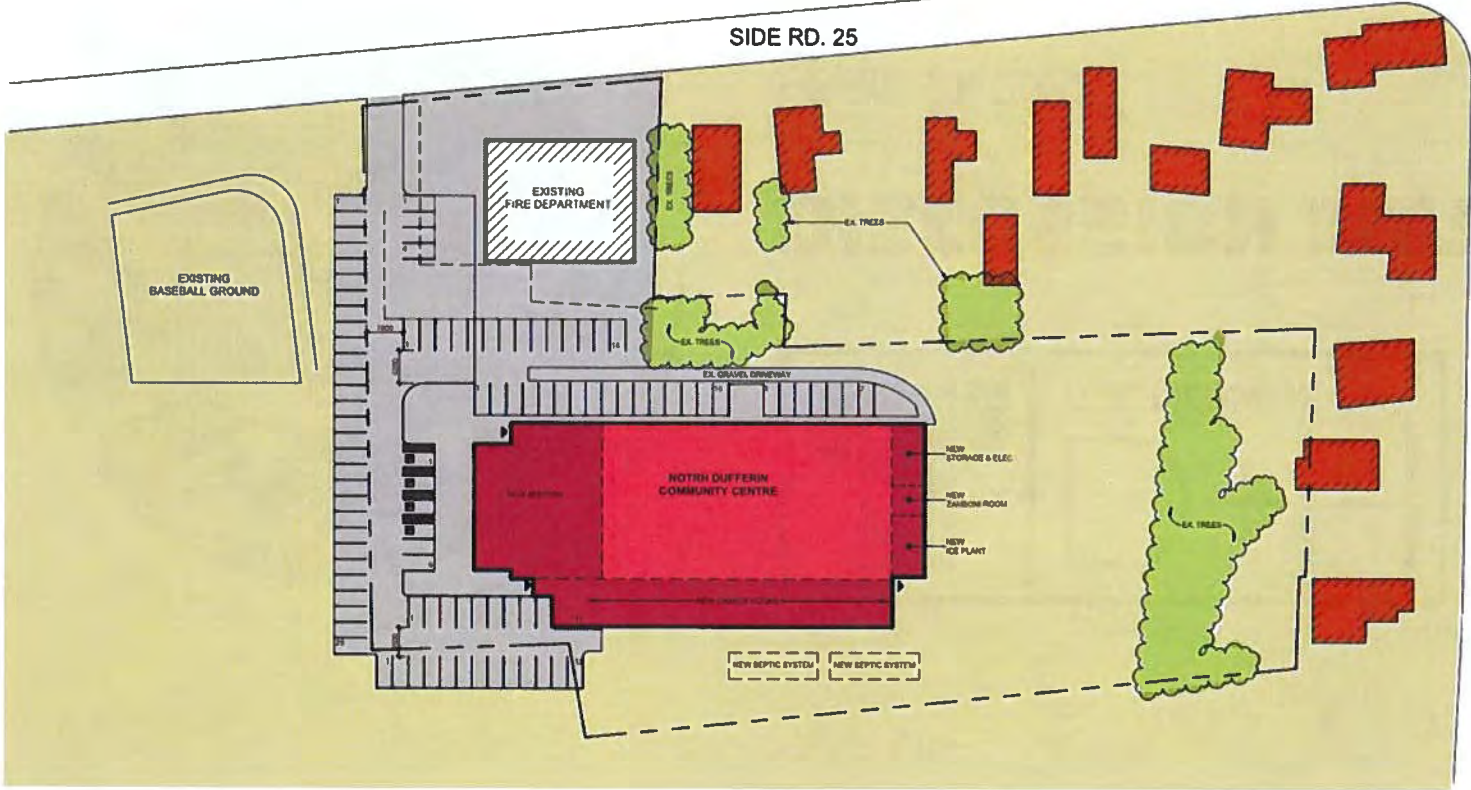 SIDE RD. 25
EXISTING
FIRE DEPARTMENT
EX. TREES
EX. TREES
EXISTING
BASEBALL GROUND
EX. TREES
EX. GRAVEL DRIVEWAY
NOTRH DUFFERIN
COMMUNITY CENTRE
NEW
STORAGE & ELEC
NEW
ZAMBONI ROOM
NEW
ICE PLANT
EX. TREES
NEW SEPTIC SYSTEM
NEW SEPTIC SYSTEM